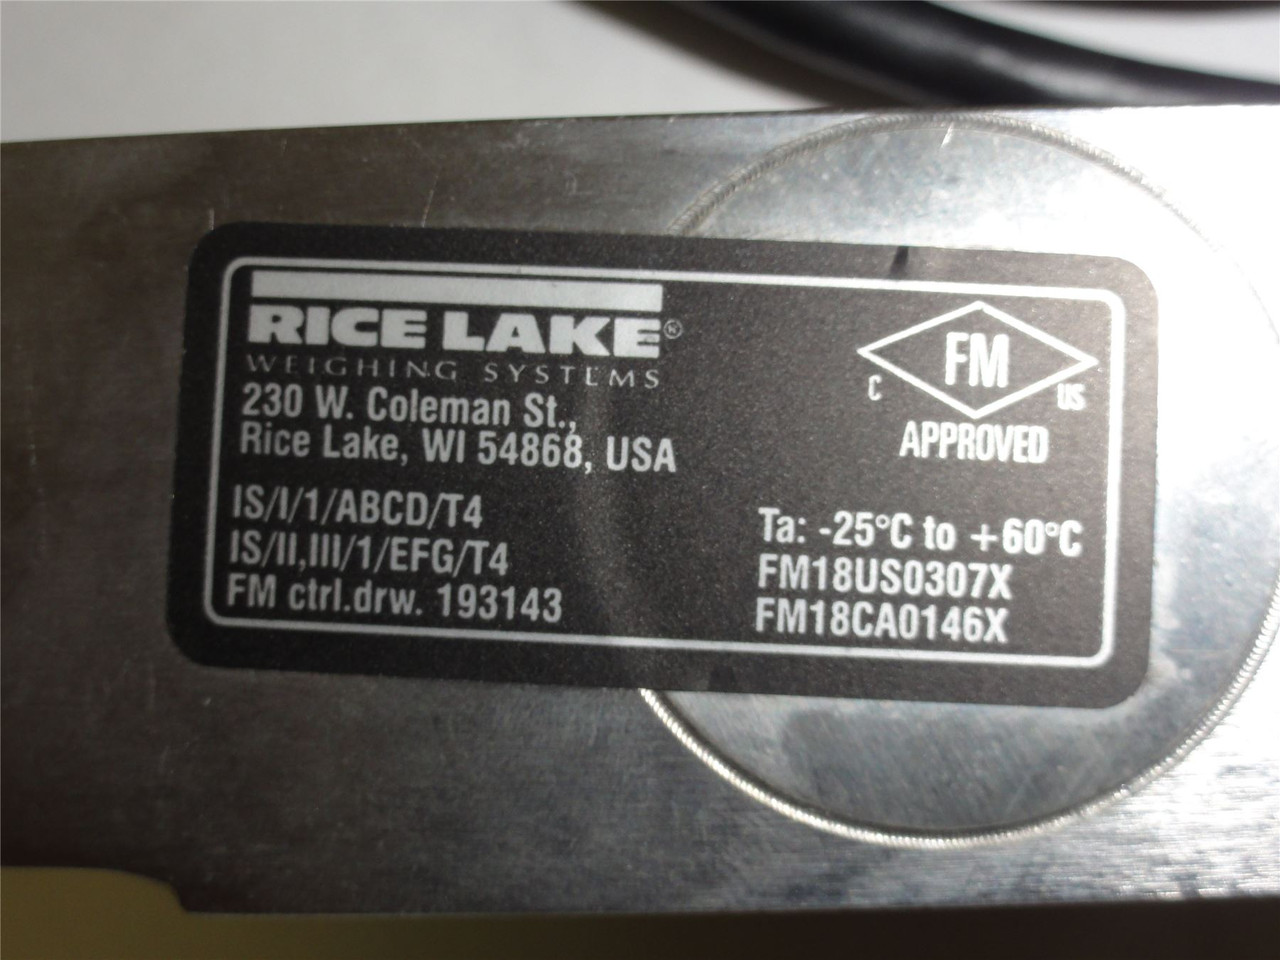 RICE LAKE®
WEIGHING SYSTEMS
230 W. Coleman St.,
Rice Lake, WI 54868, USA
IS/I/1/ABCD/T4
IS/II,III/1/EFG/T4
FM ctrl.drw. 193143
FM
C US
APPROVED
Ta: -25°C to +60°C
FM18US0307X
FM18CA0146X